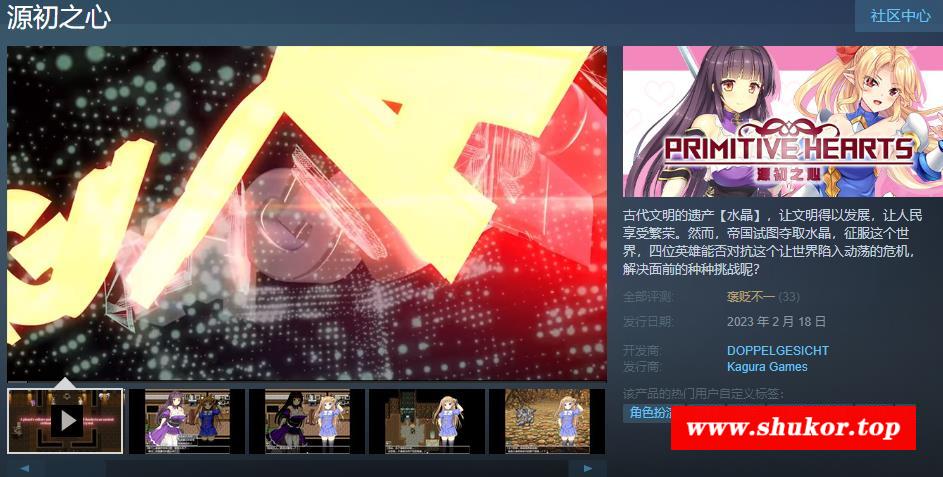 源初之心
社区中心
PRIMITIVE HEARTS
源初之心
古代文明的遗产【水晶】，让文明得以发展，让人民
享受繁荣。然而，帝国试图夺取水晶，征服这个世
界，四位英雄能否对抗这个让世界陷入动荡的危机，
解决面前的种种挑战呢？
全部评测: 褒贬不一 (33)
发行日期: 2023 年 2 月 18 日
开发商: DOPPELGESICHT
发行商: Kagura Games
该产品的热门用户自定义标签:
角色扮演
www.shukor.top